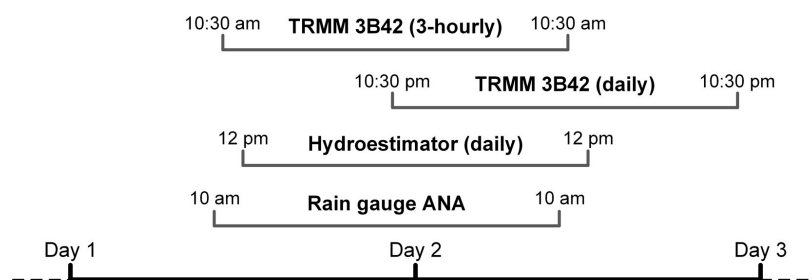 10:30 am TRMM 3B42 (3-hourly) 10:30 am
10:30 pm TRMM 3B42 (daily) 10:30 pm
12 pm Hydroestimator (daily) 12 pm
10 am Rain gauge ANA 10 am
Day 1 Day 2 Day 3